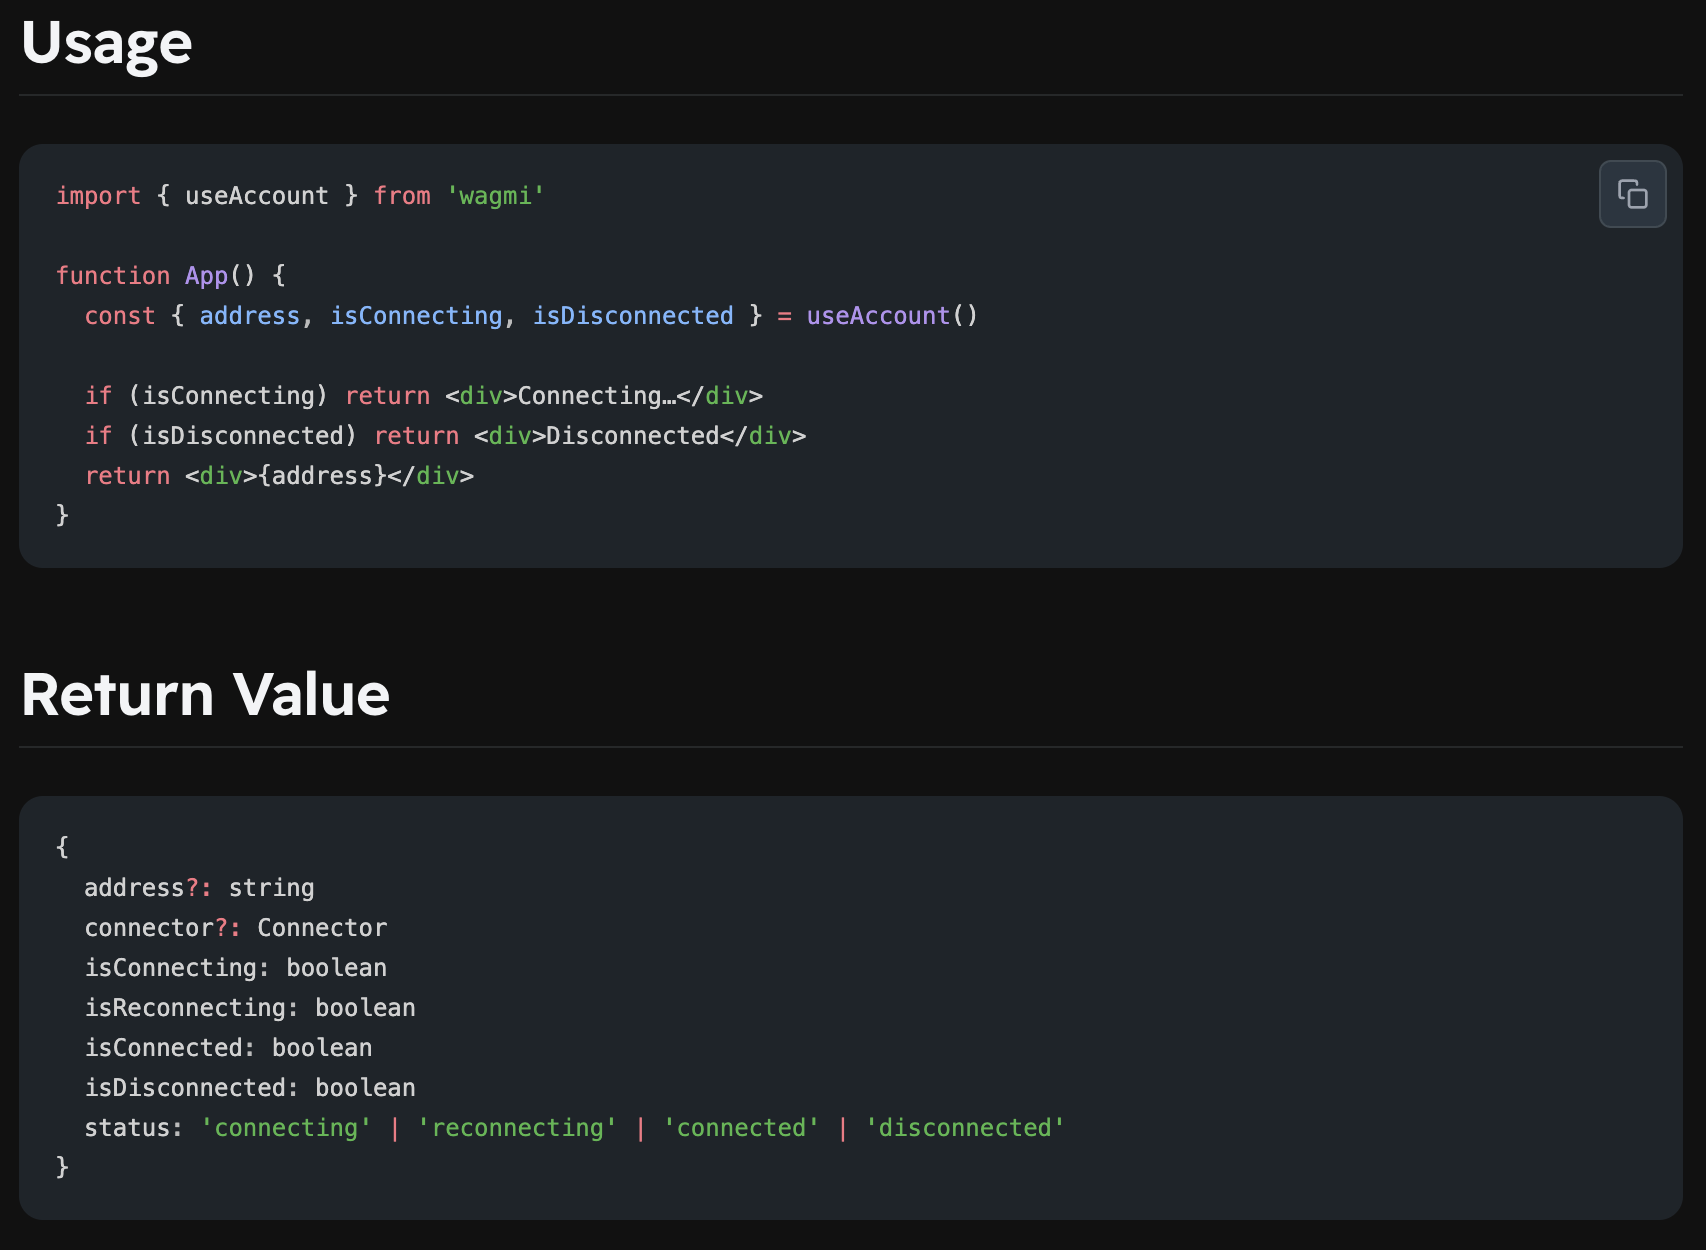 Usage
import { useAccount } from 'wagmi'
function App() {
  const { address, isConnecting, isDisconnected } = useAccount()
  if (isConnecting) return <div>Connecting…</div>
  if (isDisconnected) return <div>Disconnected</div>
  return <div>{address}</div>
}
Return Value
{
  address?: string
  connector?: Connector
  isConnecting: boolean
  isReconnecting: boolean
  isConnected: boolean
  isDisconnected: boolean
  status: 'connecting' | 'reconnecting' | 'connected' | 'disconnected'
}